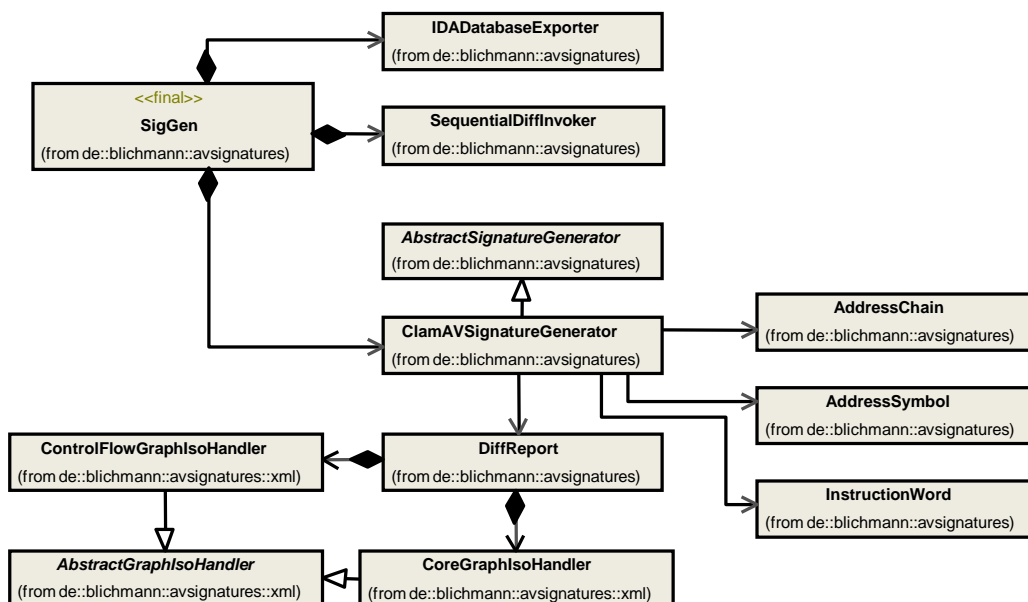 IDADatabaseExporter
(from de::blichmann::avsignatures)
<<final>>
SigGen
(from de::blichmann::avsignatures)
SequentialDiffInvoker
(from de::blichmann::avsignatures)
AbstractSignatureGenerator
(from de::blichmann::avsignatures)
ClamAVSignatureGenerator
(from de::blichmann::avsignatures)
AddressChain
(from de::blichmann::avsignatures)
AddressSymbol
(from de::blichmann::avsignatures)
ControlFlowGraphIsoHandler
(from de::blichmann::avsignatures::xml)
DiffReport
(from de::blichmann::avsignatures)
InstructionWord
(from de::blichmann::avsignatures)
AbstractGraphIsoHandler
(from de::blichmann::avsignatures::xml)
CoreGraphIsoHandler
(from de::blichmann::avsignatures::xml)